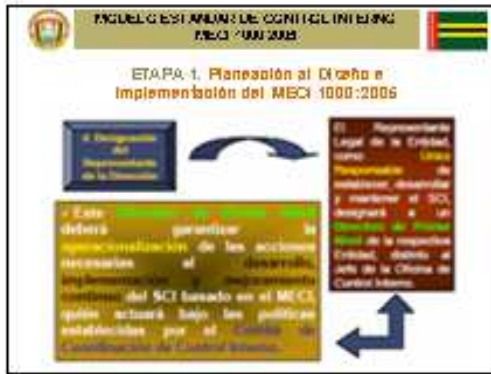 MODELO ESTANDAR DE CONTROL INTERNO
MECI 1000:2005
ETAPA 1. Planeación al Diseño e
Implementación del MECI 1000:2005
Designación
del
Representante
de la Dirección
El Representante
Legal de la Entidad,
como Único
Responsable de
establecer, desarrollar
y mantener el SCI,
designará a un
Directivo de Primer
Nivel de la respectiva
Entidad, distinto al
Jefe de la Oficina de
Control Interno.
Este
deberá garantizar la
operacionalización de las acciones
necesarias al desarrollo,
implementación y mejoramiento
continuo del SCI basado en el MECI,
quién actuará bajo las políticas
establecidas por el Comité de
Coordinación de Control Interno.